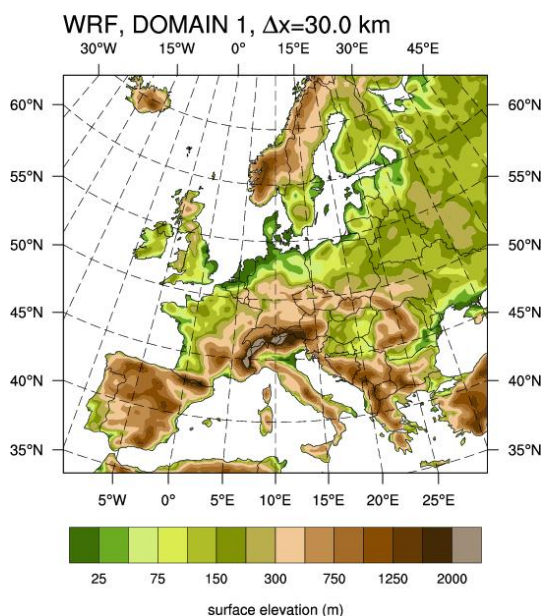 WRF, DOMAIN 1, Δx=30.0 km
30°W 15°W 0° 15°E 30°E 45°E
60°N 60°N
55°N 55°N
50°N 50°N
45°N 45°N
40°N 40°N
35°N 35°N
5°W 0° 5°E 10°E 15°E 20°E 25°E
25 75 150 300 750 1250 2000
surface elevation (m)